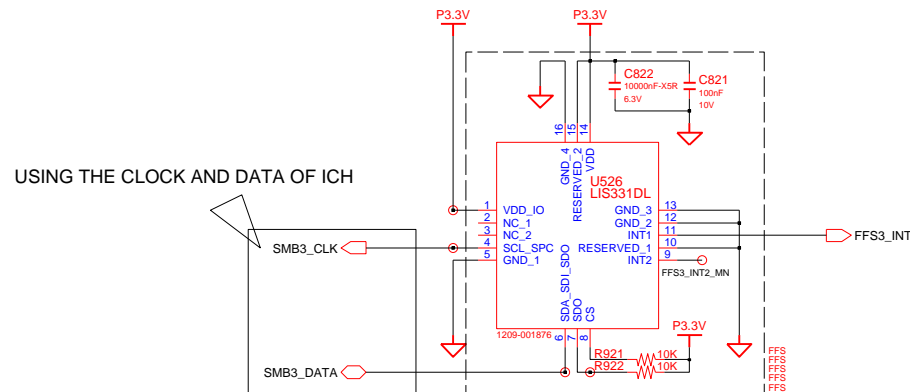 P3.3V
P3.3V
C822
10000nF-X5R
6.3V
C821
100nF
10V
16
15
14
GND_4
RESERVED_2
VDD
USING THE CLOCK AND DATA OF ICH
U526
LIS331DL
1
VDD_IO
GND_3
13
2
NC_1
GND_2
12
3
NC_2
INT1
11
FFS3_INT
SMB3_CLK
4
SCL_SPC
RESERVED_1
10
5
GND_1
INT2
9
FFS3_INT2_MN
SDA_SDI_SDO
SDO
CS
1209-001876
6
7
8
P3.3V
R921
10K
R922
10K
SMB3_DATA
FFS
FFS
FFS
FFS